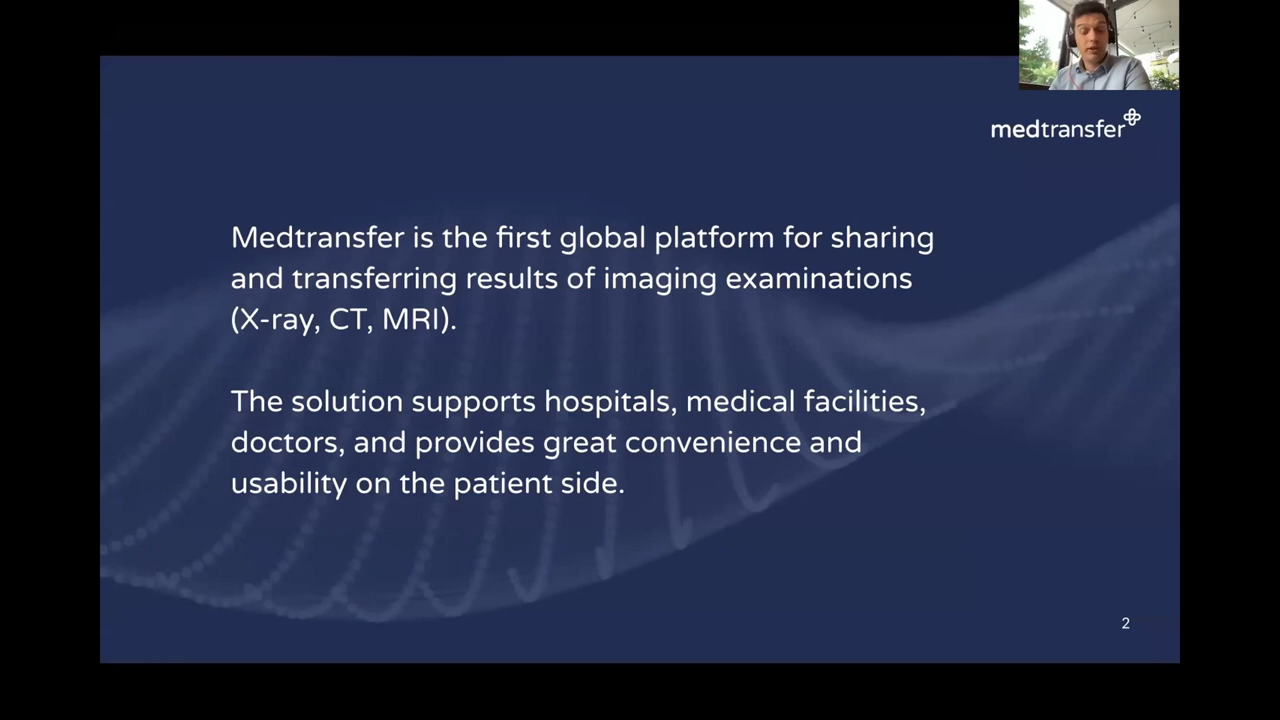 medtransfer
Medtransfer is the first global platform for sharing
and transferring results of imaging examinations
(X-ray, CT, MRI).
The solution supports hospitals, medical facilities,
doctors, and provides great convenience and
usability on the patient side.
2